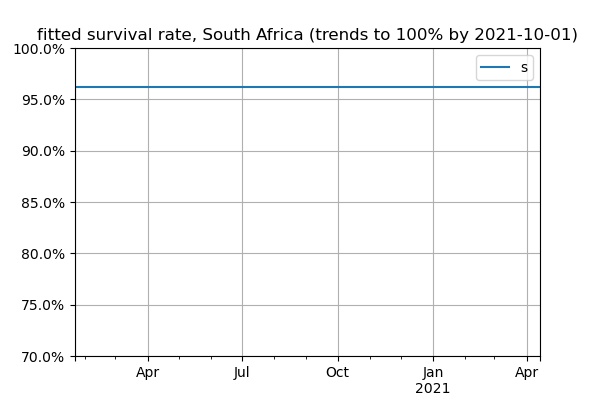 fitted survival rate, South Africa (trends to 100% by 2021-10-01)
100.0%
s
95.0%
90.0%
85.0%
80.0%
75.0%
70.0%
Apr Jul Oct Jan Apr
2021